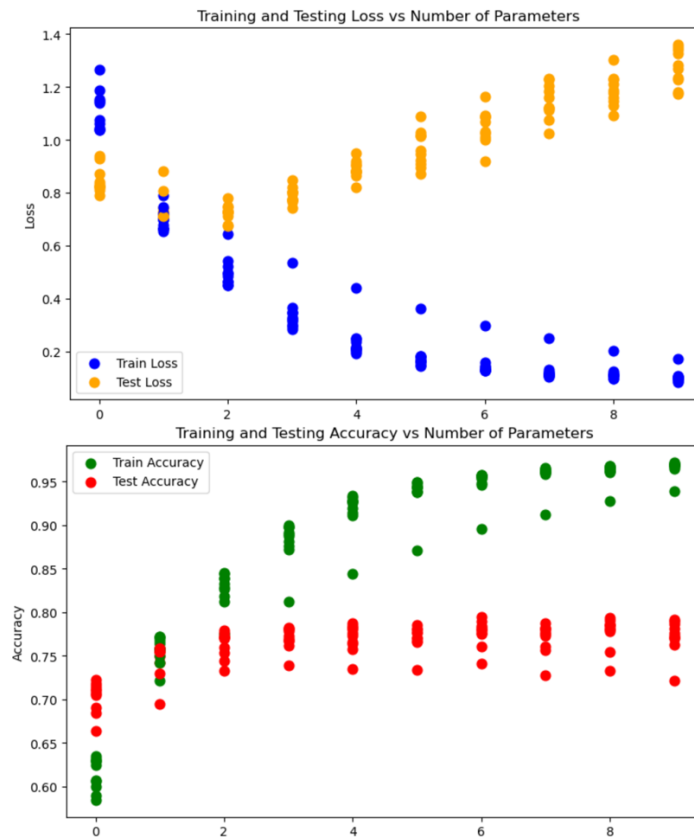 Training and Testing Loss vs Number of Parameters
1.4
1.2
1.0
0.8
0.6
0.4
0.2
Loss
Train Loss
Test Loss
0 2 4 6 8
Training and Testing Accuracy vs Number of Parameters
Train Accuracy
Test Accuracy
0.95
0.90
0.85
0.80
0.75
0.70
0.65
0.60
Accuracy
0 2 4 6 8